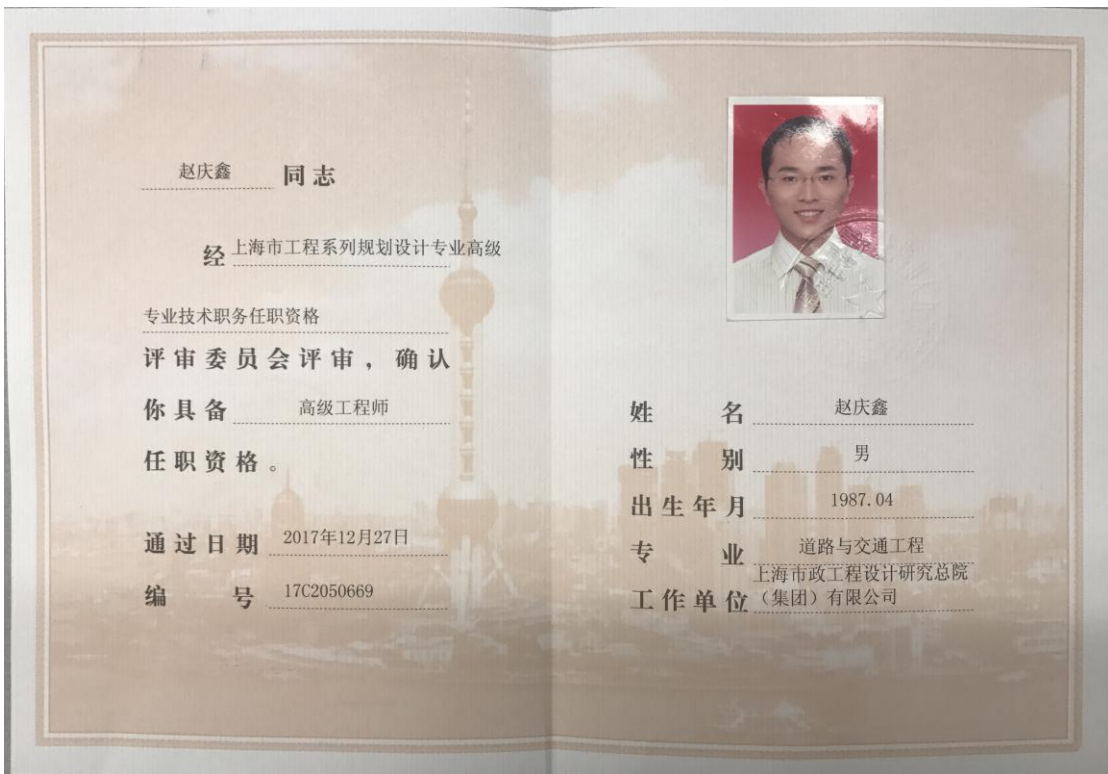 赵庆鑫 同志
经 上海市工程系列规划设计专业高级
专业技术职务任职资格
评审委员会评审，确认
你具备 高级工程师
任职资格。
通过日期 2017年12月27日
编号 17C2050669
姓名 赵庆鑫
性别 男
出生年月 1987.04
专业 道路与交通工程
上海市政工程设计研究总院
工作单位 （集团）有限公司